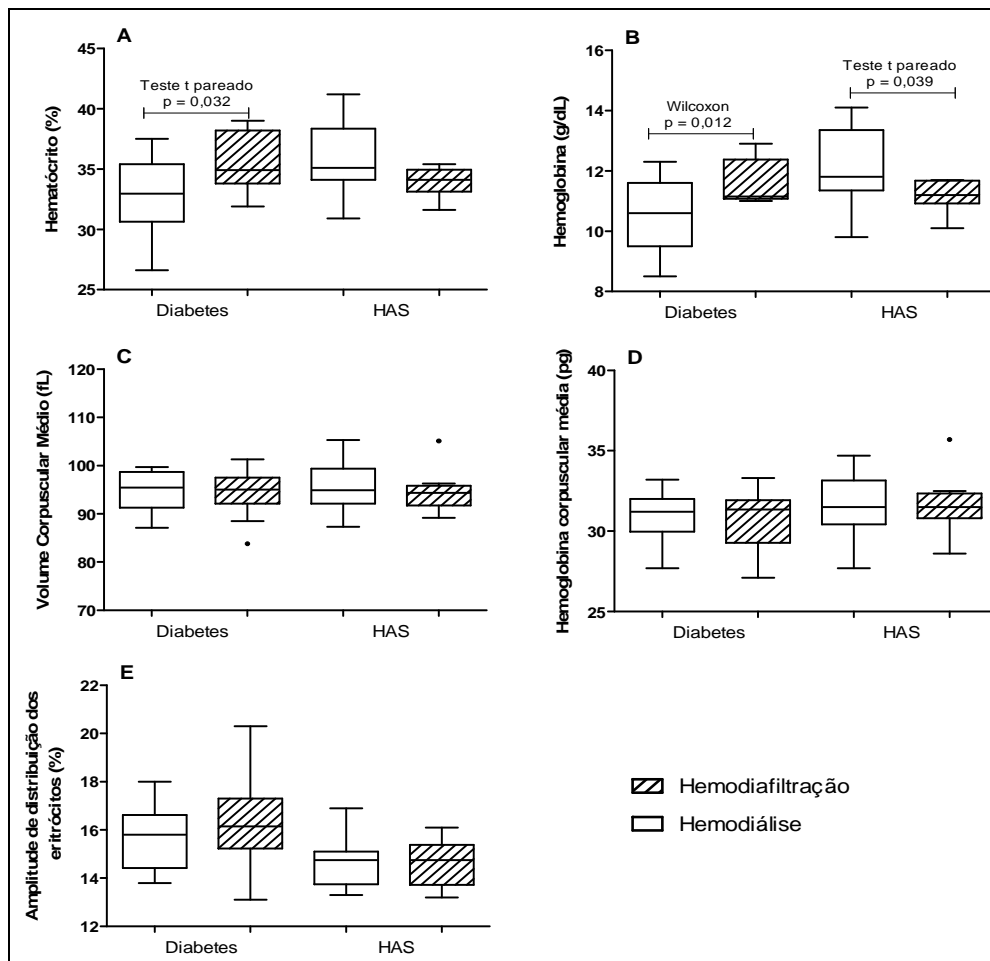 A
Hematócrito (%)
45
40
35
30
25
Teste t pareado
p = 0,032
Diabetes
HAS
B
Hemoglobina (g/dL)
16
14
12
10
8
Wilcoxon
p = 0,012
Teste t pareado
p = 0,039
Diabetes
HAS
C
Volume Corpuscular Médio (fL)
120
110
100
90
80
70
Diabetes
HAS
D
Hemoglobina corpuscular média (pg)
40
35
30
25
Diabetes
HAS
E
Amplitude de distribuição dos
eritrócitos (%)
22
20
18
16
14
12
Diabetes
HAS
Hemodiafiltração
Hemodiálise